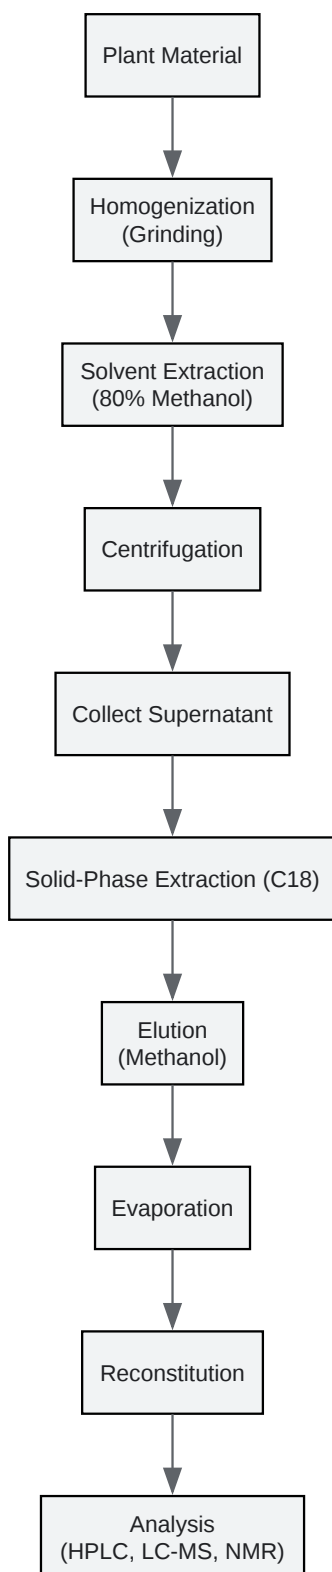 Plant Material
Homogenization
(Grinding)
Solvent Extraction
(80% Methanol)
Centrifugation
Collect Supernatant
Solid-Phase Extraction (C18)
Elution
(Methanol)
Evaporation
Reconstitution
Analysis
(HPLC, LC-MS, NMR)